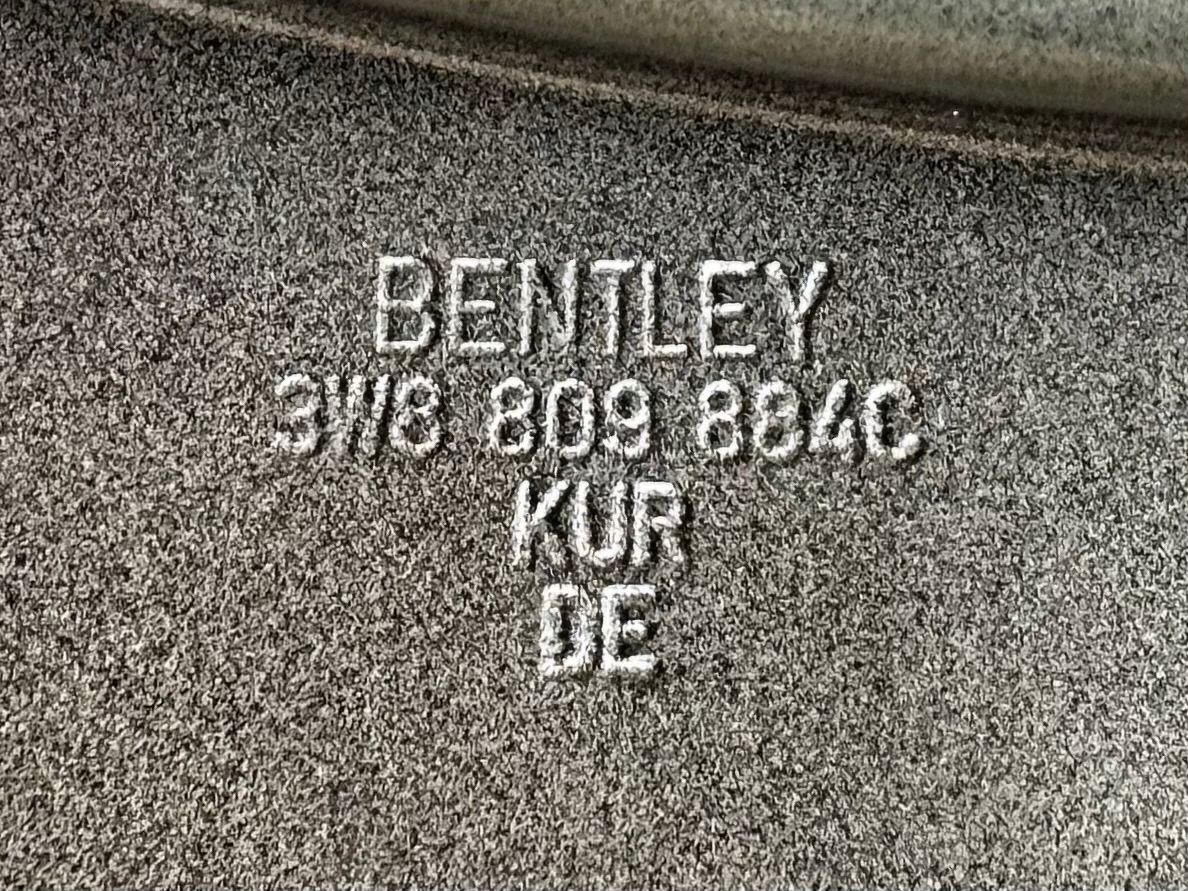 BENTLEY
3W8 809 884C
KUR
DE